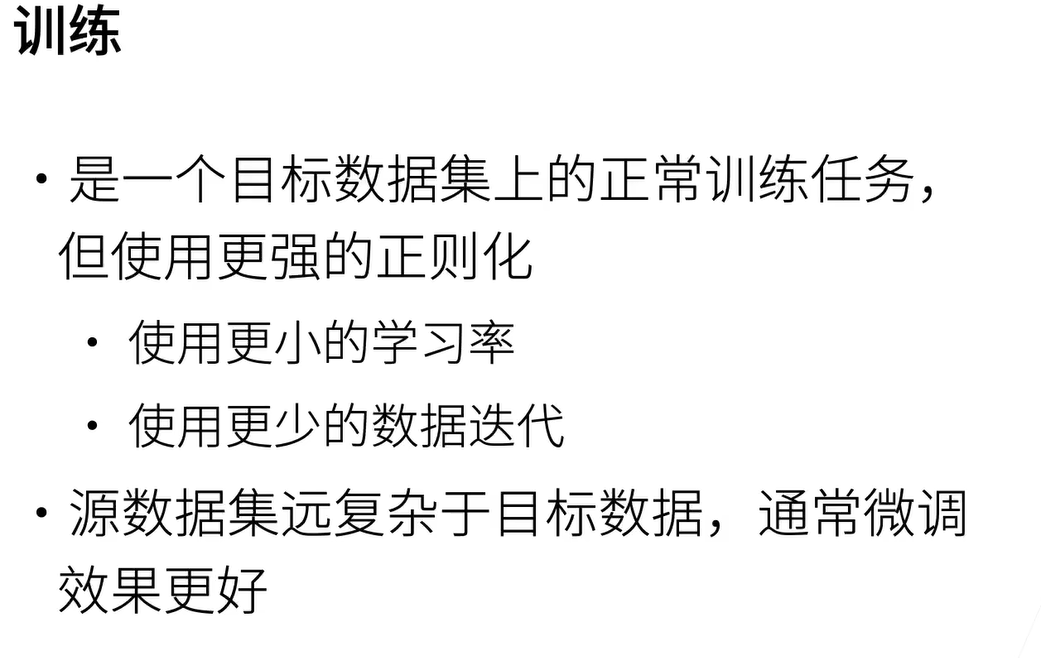 训练
• 是一个目标数据集上的正常训练任务，
但使用更强的正则化
• 使用更小的学习率
• 使用更少的数据迭代
• 源数据集远复杂于目标数据，通常微调
效果更好